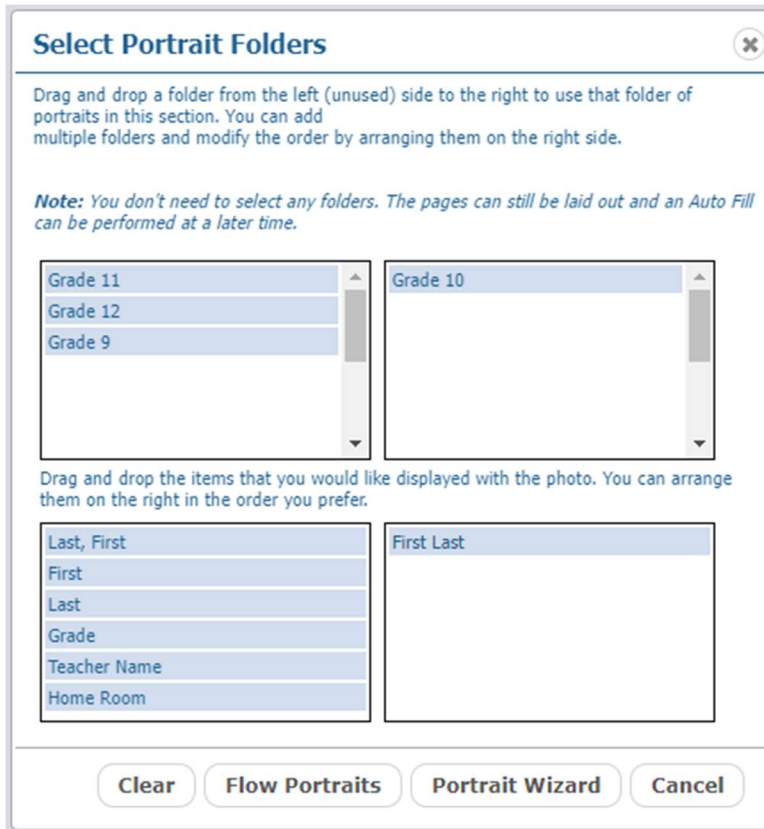 Select Portrait Folders
Drag and drop a folder from the left (unused) side to the right to use that folder of
portraits in this section. You can add
multiple folders and modify the order by arranging them on the right side.
Note: You don't need to select any folders. The pages can still be laid out and an Auto Fill
can be performed at a later time.
Grade 11
Grade 12
Grade 9
Grade 10
Drag and drop the items that you would like displayed with the photo. You can arrange
them on the right in the order you prefer.
Last, First
First
Last
Grade
Teacher Name
Home Room
First Last
Clear Flow Portraits Portrait Wizard Cancel